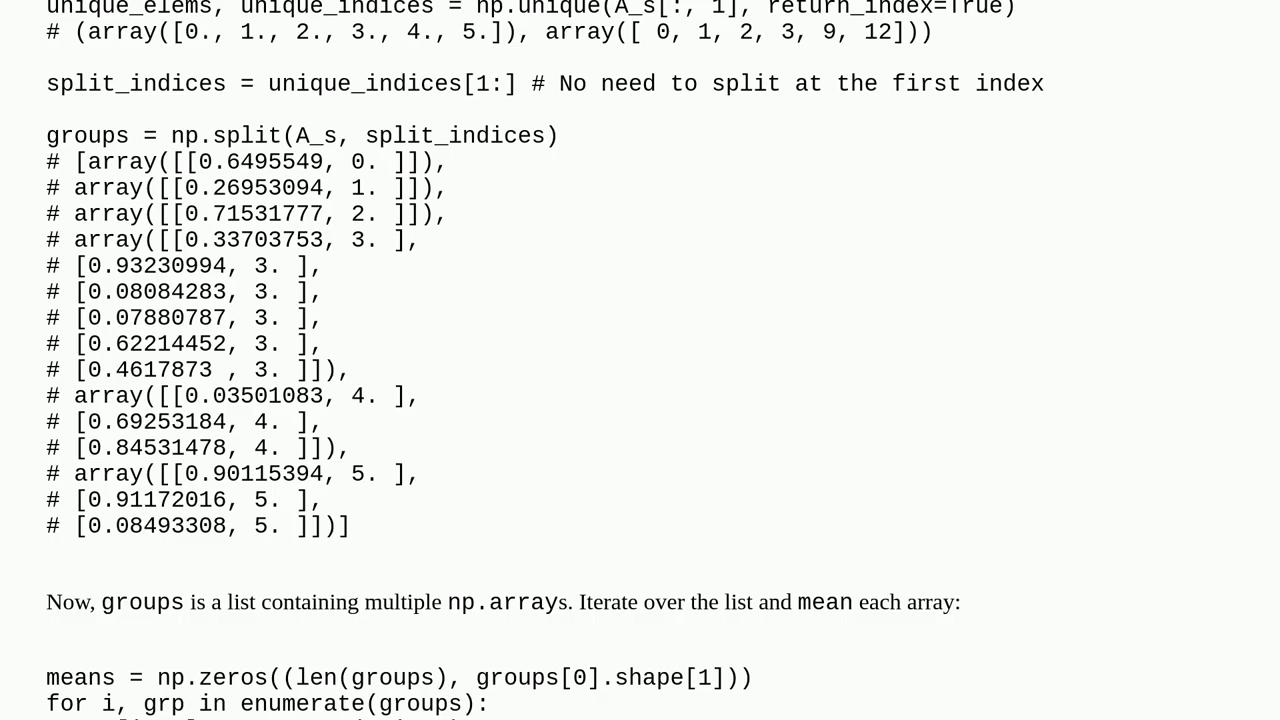 unique_elems, unique_indices = np.unique(A_s[:, 1], return_index=True)
# (array([0., 1., 2., 3., 4., 5.]), array([ 0, 1, 2, 3, 9, 12]))
split_indices = unique_indices[1:] # No need to split at the first index
groups = np.split(A_s, split_indices)
# [array([[0.6495549, 0. ]]),
# array([[0.26953094, 1. ]]),
# array([[0.71531777, 2. ]]),
# array([[0.33703753, 3. ],
# [0.93230994, 3. ],
# [0.08084283, 3. ],
# [0.07880787, 3. ],
# [0.62214452, 3. ],
# [0.4617873 , 3. ]]),
# array([[0.03501083, 4. ],
# [0.69253184, 4. ],
# [0.84531478, 4. ]]),
# array([[0.90115394, 5. ],
# [0.91172016, 5. ],
# [0.08493308, 5. ]])]
Now, groups is a list containing multiple np.arrays. Iterate over the list and mean each array:
means = np.zeros((len(groups), groups[0].shape[1]))
for i, grp in enumerate(groups):